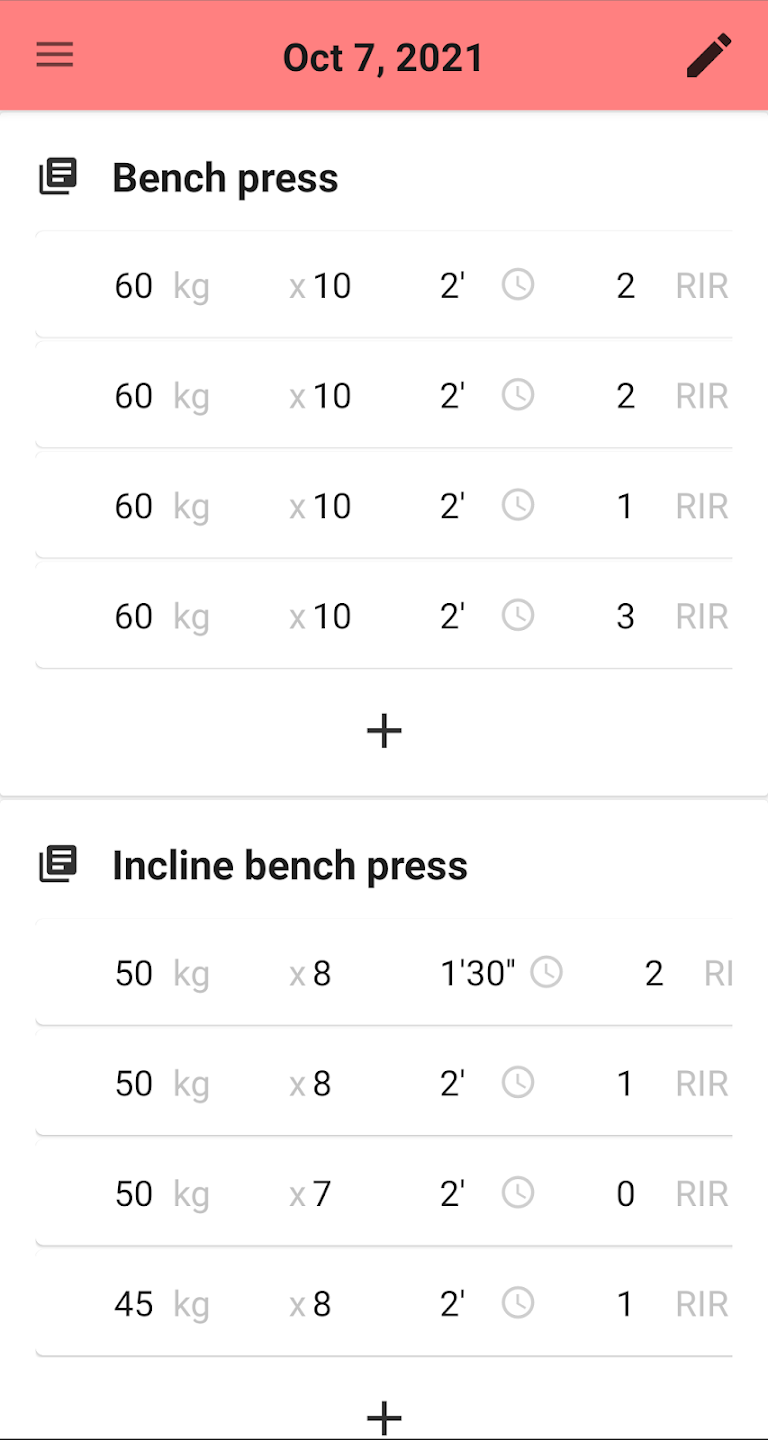 Oct 7, 2021
Bench press
60 kg x 10 2' 2 RIR
60 kg x 10 2' 2 RIR
60 kg x 10 2' 1 RIR
60 kg x 10 2' 3 RIR
+
Incline bench press
50 kg x 8 1'30" 2 RI
50 kg x 8 2' 1 RIR
50 kg x 7 2' 0 RIR
45 kg x 8 2' 1 RIR
+